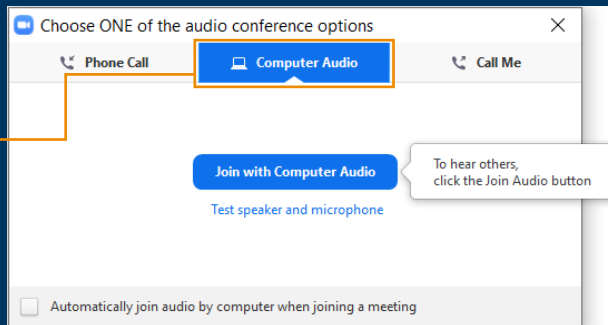 Choose ONE of the audio conference options
Phone Call
Computer Audio
Call Me
Join with Computer Audio
To hear others,
click the Join Audio button
Test speaker and microphone
Automatically join audio by computer when joining a meeting